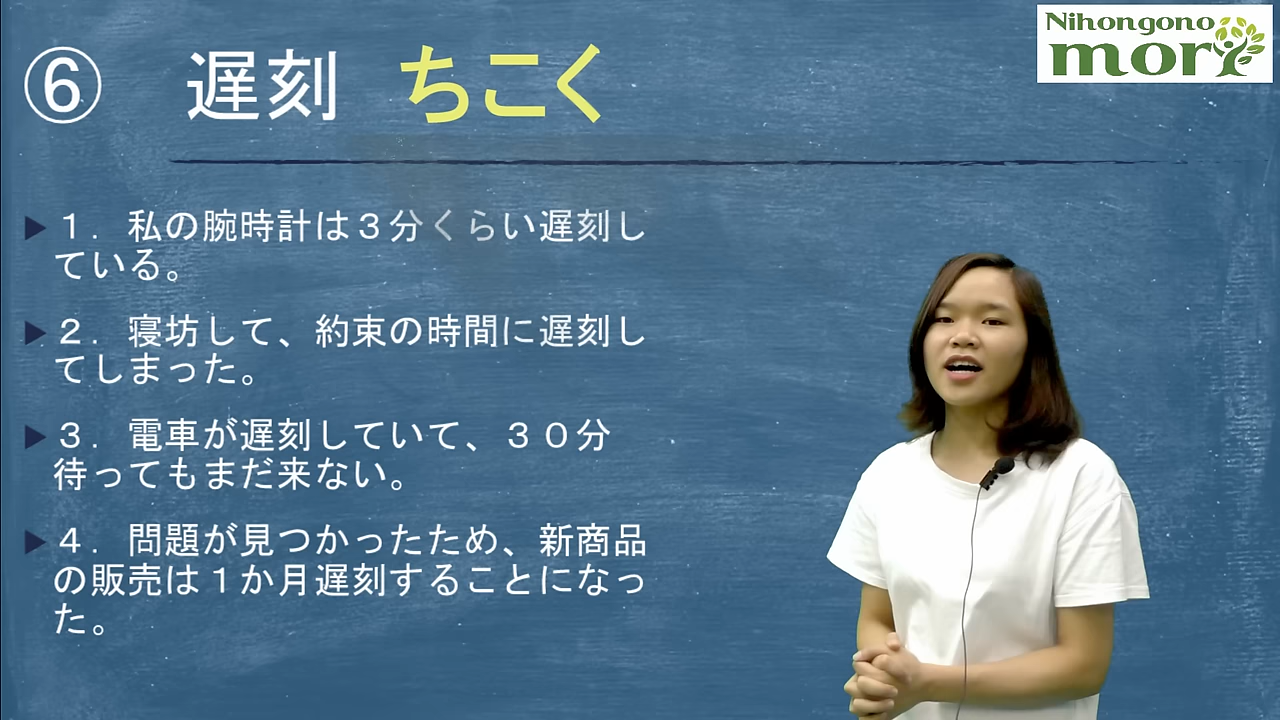 Nihongono
mori
⑥ 遅刻 ちこく
１．私の腕時計は３分くらい遅刻し
ている。
２．寝坊して、約束の時間に遅刻し
てしまった。
３．電車が遅刻していて、３０分
待ってもまだ来ない。
４．問題が見つかったため、新商品
の販売は１か月遅刻することになっ
た。